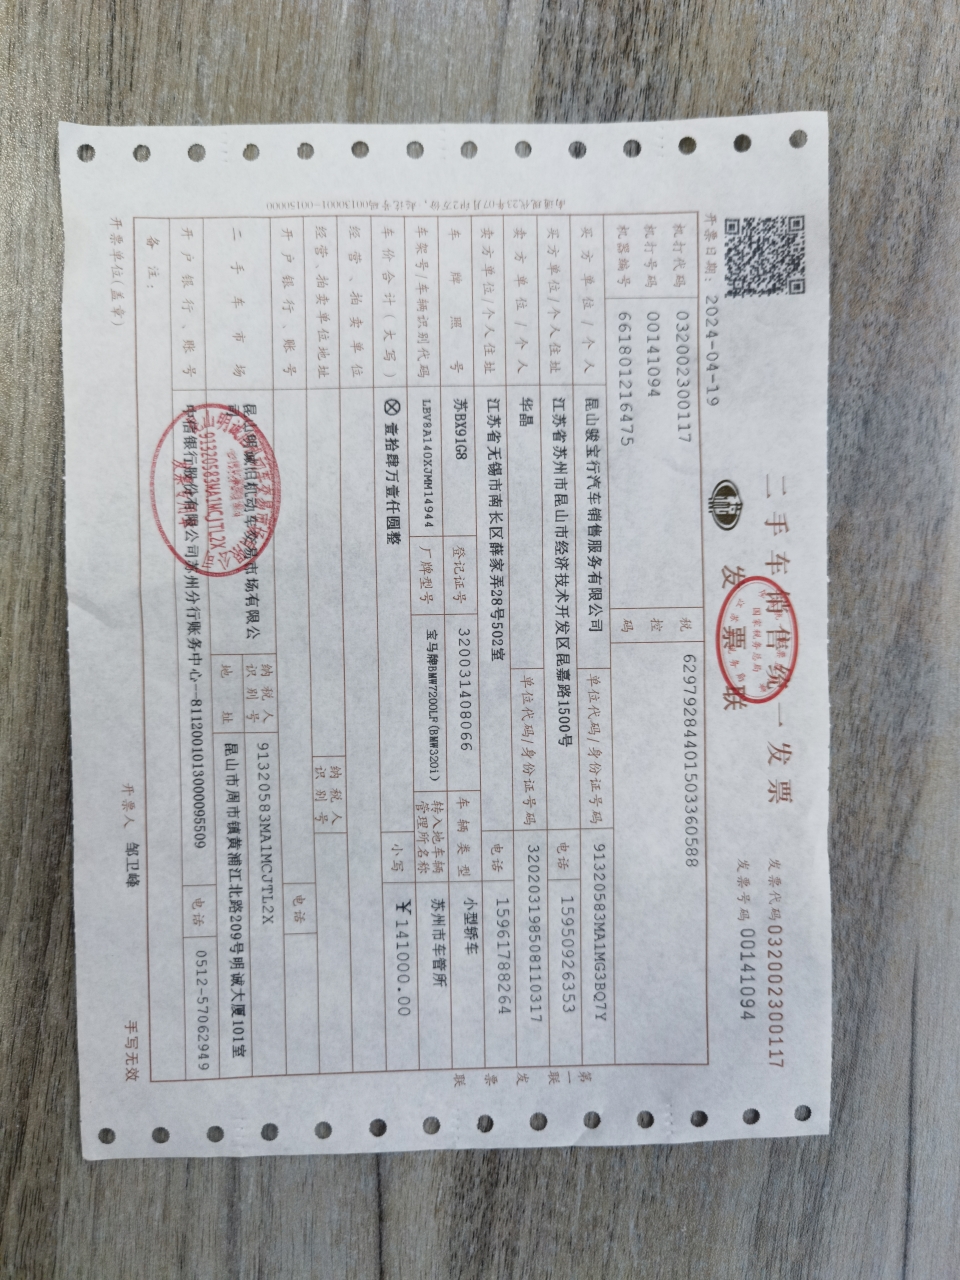 二手车销售统一发票
发票联
发票代码 032002300117
发票号码 00141094
开票日期: 2024-04-19
机打代码 032002300117
机打号码 00141094
机器编号 661801216475
税控码 62979284401503360588
买方单位/个人 昆山骏宝行汽车销售服务有限公司 单位代码/身份证号码 91320583MA1MG3BQ7Y
买方单位/个人住址 江苏省苏州市昆山市经济技术开发区昆嘉路1500号 电话 15950926353
卖方单位/个人 华晶 单位代码/身份证号码 320203198508110317
卖方单位/个人住址 江苏省无锡市南长区薛家弄28号502室 电话 15961788264
车牌照号 苏BX91G8 登记证号 320031408066 车辆类型 小型轿车
车架号/车辆识别代码 LBV8A140XJMM14944 厂牌型号 宝马牌BMW7200LF(BMW320i) 转入地车辆管理所名称 苏州市车管所
车价合计(大写) ⊗壹拾肆万壹仟圆整 小写 ¥141000.00
经营、拍卖单位
经营、拍卖单位地址 纳税人识别号
开户银行、账号 电话
二手车市场 昆山明诚旧机动车交易市场有限公司 纳税人识别号 91320583MA1MCJTL2X
地址 昆山市周市镇黄浦江北路209号明诚大厦101室
开户银行、账号 中信银行股份有限公司苏州分行账务中心—8112001013000095509 电话 0512-57062949
备注:
开票单位(盖章) 开票人 邹卫峰 手写无效
第一联 发票联
国家税务总局
91320583MA1MCJTL2X
发票专用章